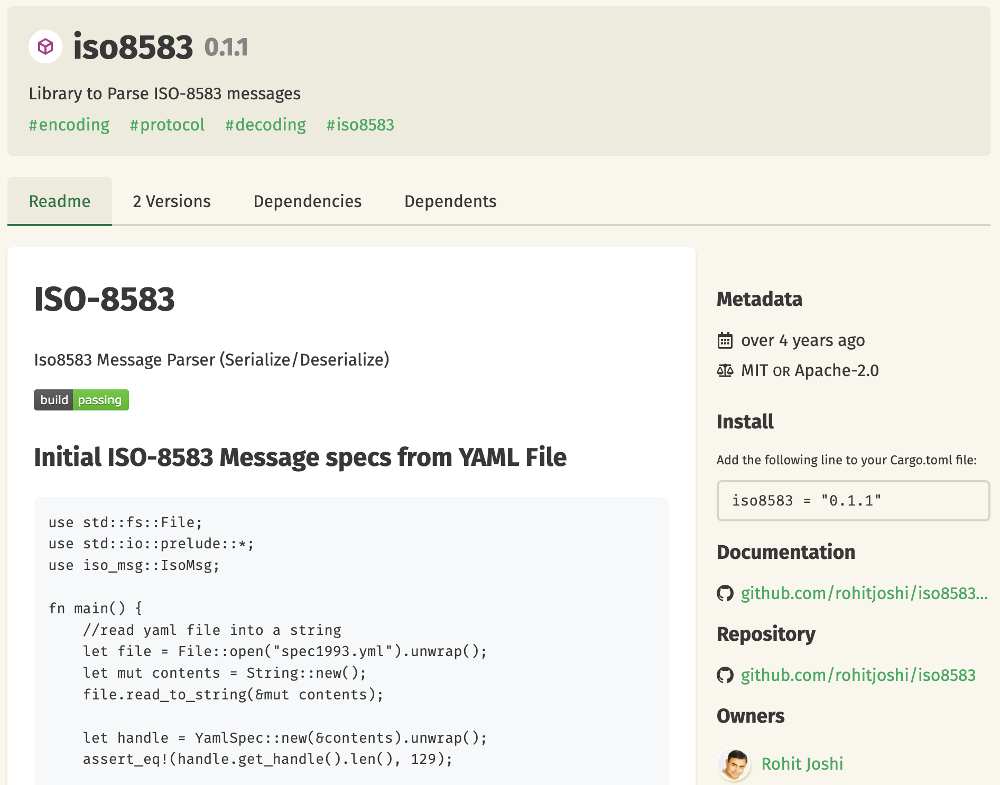 iso8583 0.1.1
Library to Parse ISO-8583 messages
#encoding #protocol #decoding #iso8583
Readme 2 Versions Dependencies Dependents
ISO-8583
Iso8583 Message Parser (Serialize/Deserialize)
build passing
Initial ISO-8583 Message specs from YAML File
use std::fs::File;
use std::io::prelude::*;
use iso_msg::IsoMsg;
fn main() {
    //read yaml file into a string
    let file = File::open("spec1993.yml").unwrap();
    let mut contents = String::new();
    file.read_to_string(&mut contents);
    let handle = YamlSpec::new(&contents).unwrap();
    assert_eq!(handle.get_handle().len(), 129);
Metadata
over 4 years ago
MIT OR Apache-2.0
Install
Add the following line to your Cargo.toml file:
iso8583 = "0.1.1"
Documentation
github.com/rohitjoshi/iso8583...
Repository
github.com/rohitjoshi/iso8583
Owners
Rohit Joshi